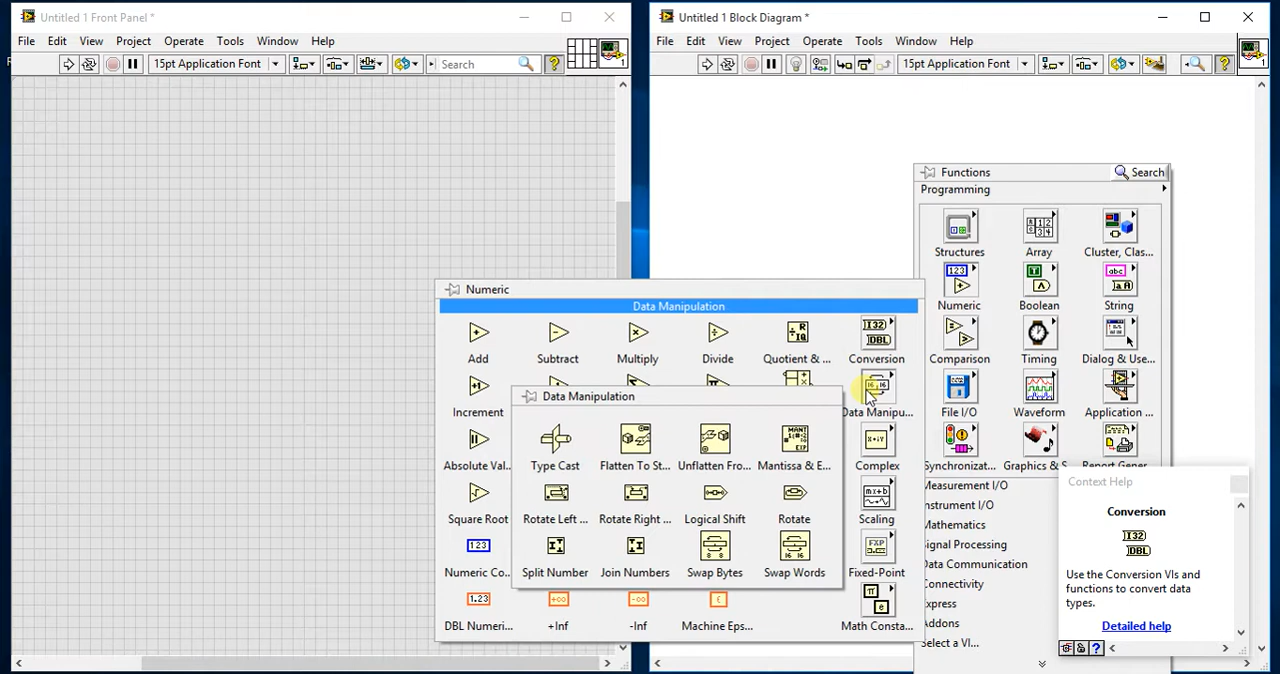 Untitled 1 Front Panel *
File Edit View Project Operate Tools Window Help
15pt Application Font
Search
Untitled 1 Block Diagram *
File Edit View Project Operate Tools Window Help
15pt Application Font
Functions
Search
Programming
Structures Array Cluster, Clas...
Numeric Boolean String
Comparison Timing Dialog & Use...
File I/O Waveform Application ...
Synchronizat... Graphics & S... Report Gener...
Measurement I/O
Instrument I/O
Mathematics
Signal Processing
Data Communication
Connectivity
Express
Addons
Select a VI...
Numeric
Data Manipulation
Add Subtract Multiply Divide Quotient & ... Conversion
Increment
Data Manipu...
Absolute Val...
Complex
Square Root
Scaling
Numeric Co...
Fixed-Point
DBL Numeri... +Inf -Inf Machine Eps... Math Consta...
Data Manipulation
Type Cast Flatten To St... Unflatten Fro... Mantissa & E...
Rotate Left ... Rotate Right ... Logical Shift Rotate
Split Number Join Numbers Swap Bytes Swap Words
Context Help
Conversion
I32
DBL
Use the Conversion VIs and
functions to convert data
types.
Detailed help